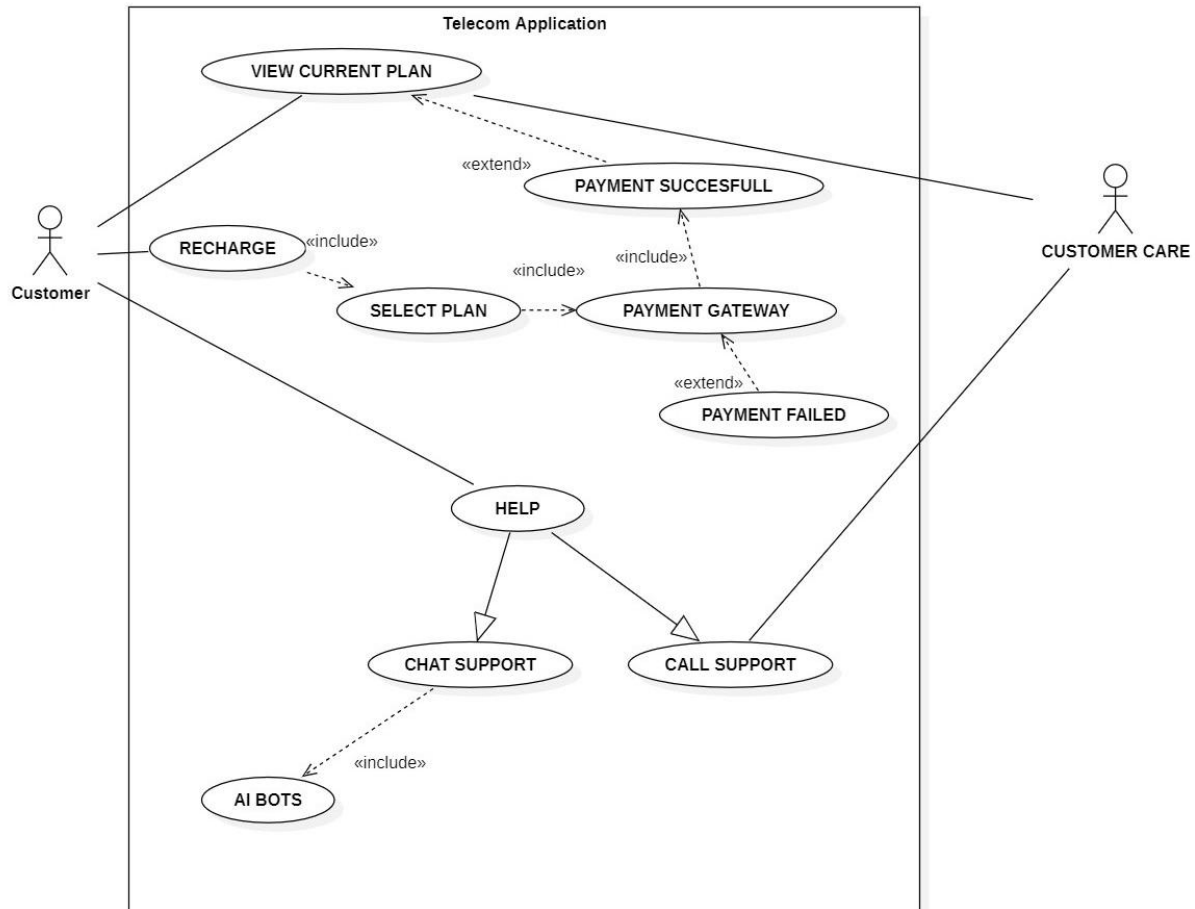 Telecom Application
VIEW CURRENT PLAN
«extend»
PAYMENT SUCCESFULL
CUSTOMER CARE
RECHARGE
«include»
«include»
«include»
Customer
SELECT PLAN
PAYMENT GATEWAY
«extend»
PAYMENT FAILED
HELP
CHAT SUPPORT
CALL SUPPORT
«include»
AI BOTS